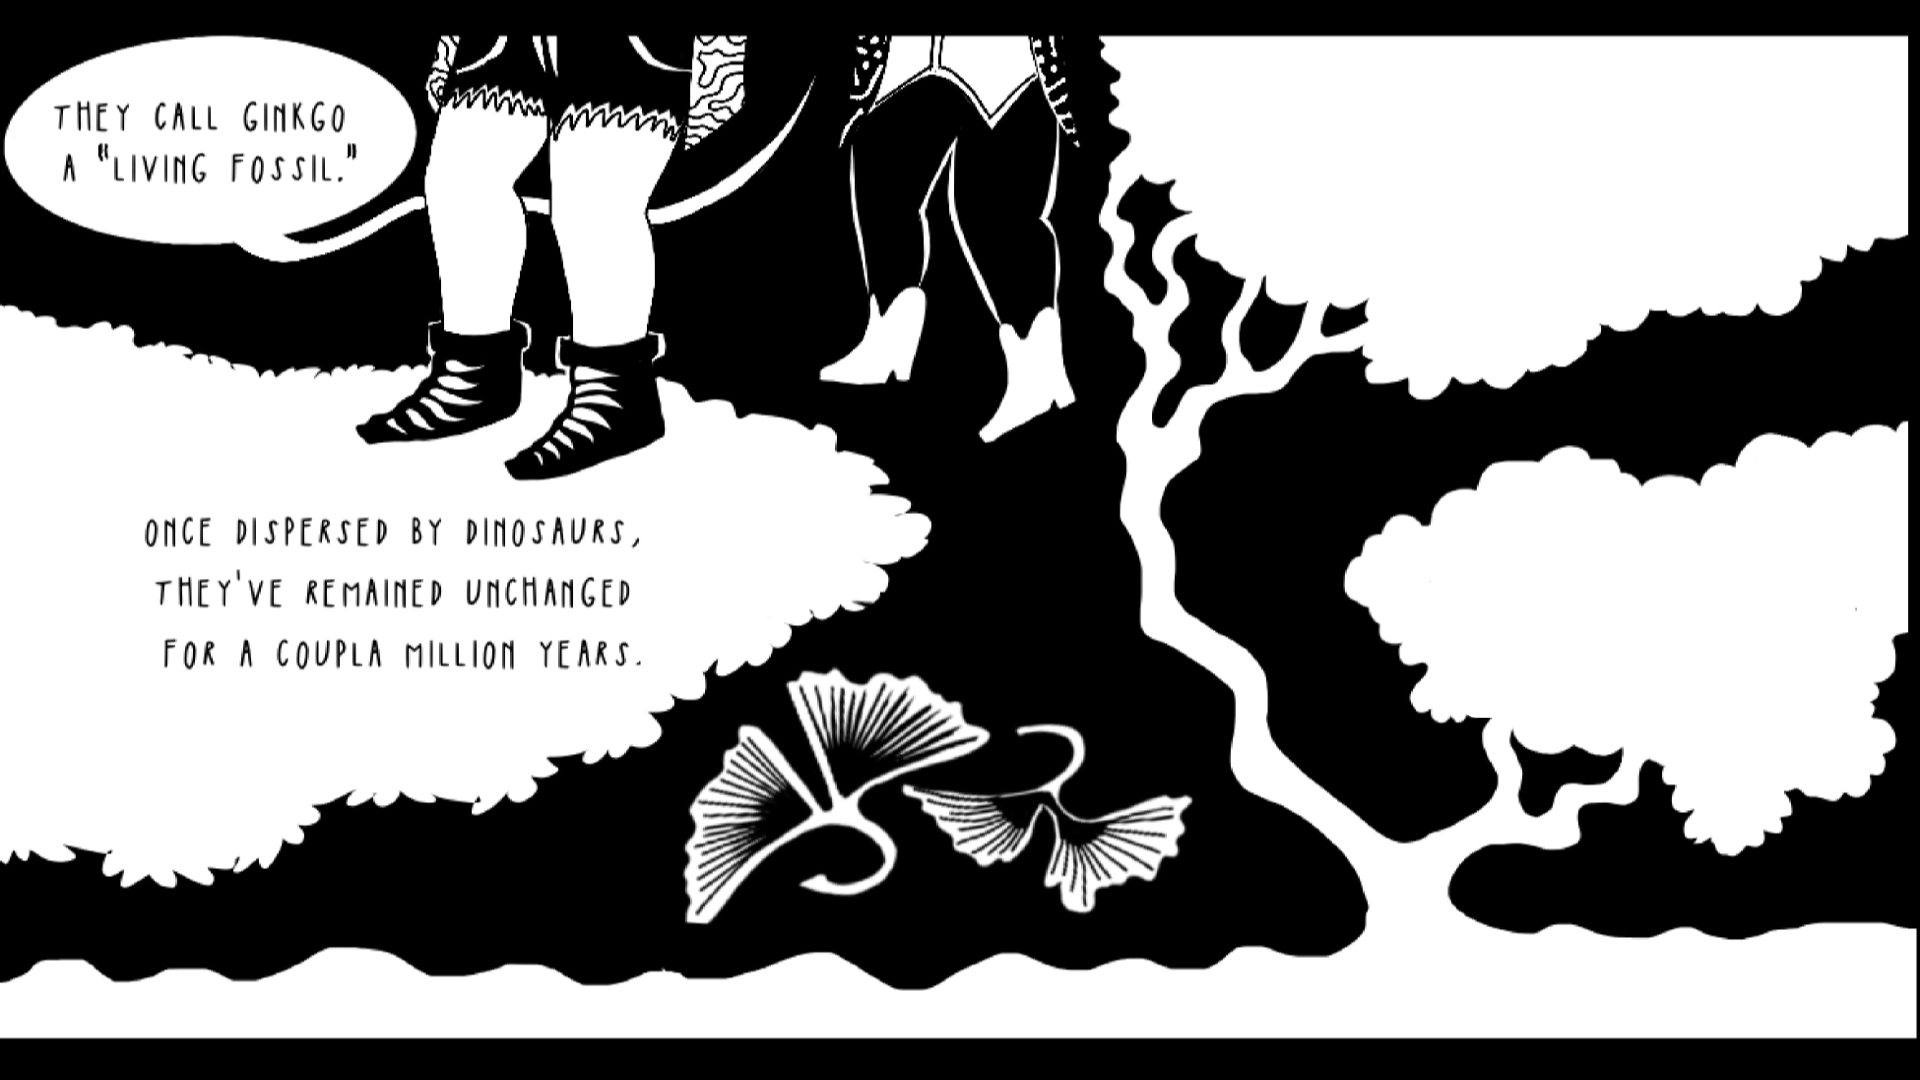 THEY CALL GINKGO
A "LIVING FOSSIL."
ONCE DISPERSED BY DINOSAURS,
THEY'VE REMAINED UNCHANGED
FOR A COUPLA MILLION YEARS.